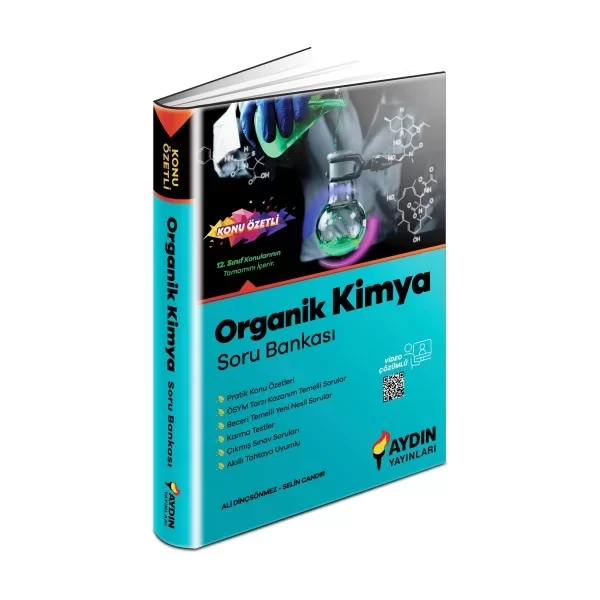 KONU
ÖZETLİ
Organik Kimya
Soru Bankası
AYDIN
YAYINLARI
KONU ÖZETLİ
12. Sınıf Konularının
Tamamını İçerir.
Organik Kimya
Soru Bankası
VİDEO
ÇÖZÜMLÜ
Pratik Konu Özetleri
ÖSYM Tarzı Kazanım Temelli Sorular
Beceri Temelli Yeni Nesil Sorular
Karma Testler
Çıkmış Sınav Soruları
Akıllı Tahtaya Uyumlu
AYDIN
YAYINLARI
ALİ DİNÇSÖNMEZ - SELİN CANDIR